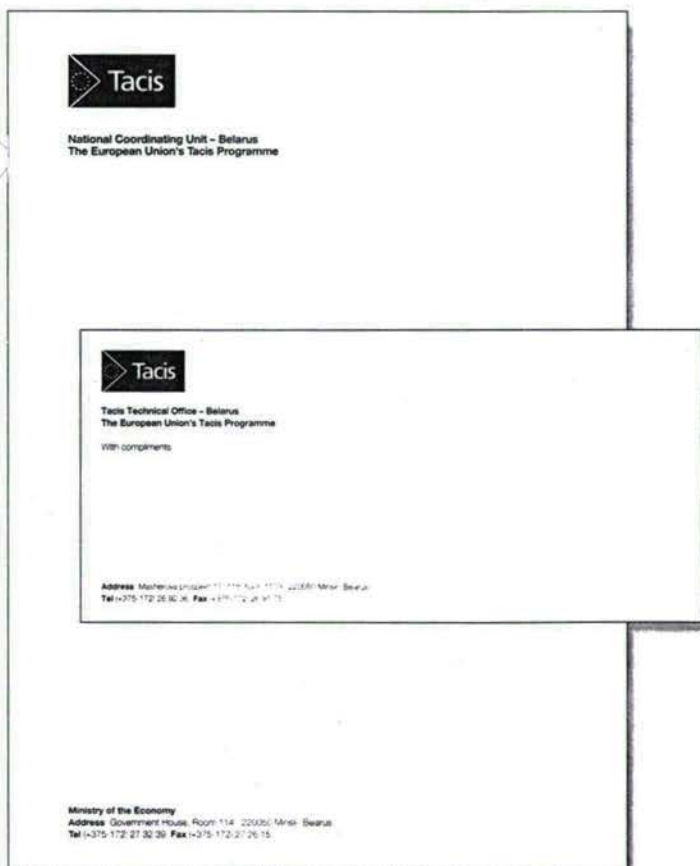 Tacis
National Coordinating Unit – Belarus
The European Union's Tacis Programme
Tacis
Tacis Technical Office – Belarus
The European Union's Tacis Programme
With compliments
Address Minsk Belarus
Tel Fax
Ministry of the Economy
Address Government House, Room 114 220050 Minsk Belarus
Tel (+375-172) 27 32 39 Fax (+375-172) 27 26 15